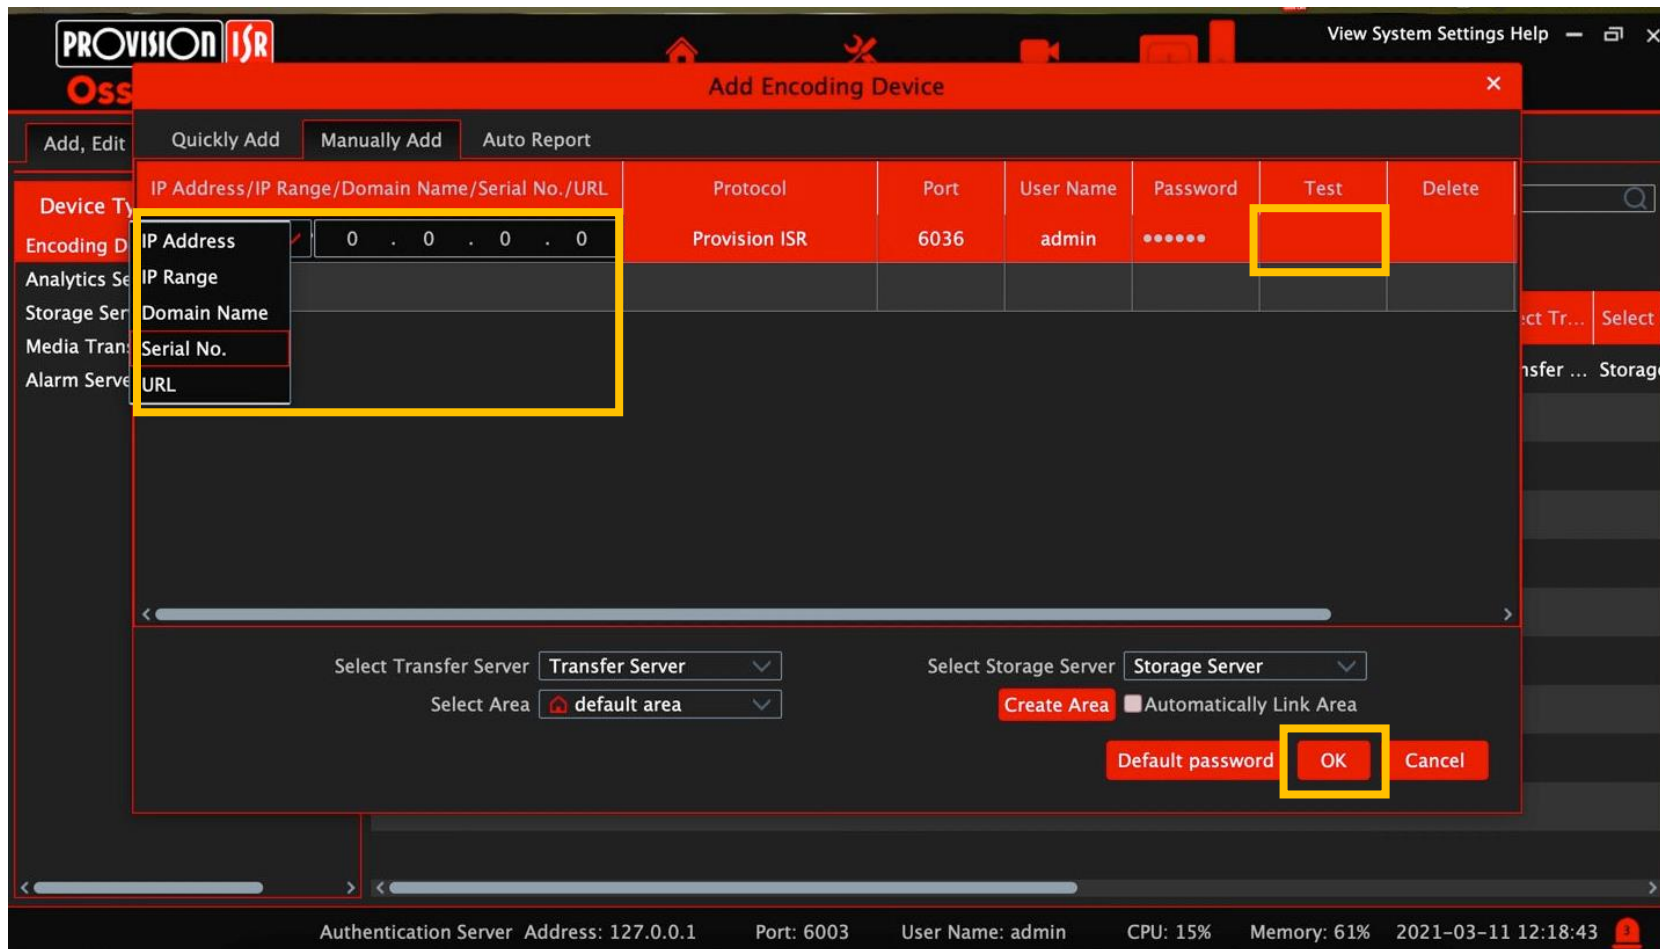 PROVISION ISR
View System Settings Help
Oss
Add Encoding Device
Add, Edit
Quickly Add Manually Add Auto Report
IP Address/IP Range/Domain Name/Serial No./URL Protocol Port User Name Password Test Delete
Device Ty
IP Address 0 . 0 . 0 . 0 Provision ISR 6036 admin ●●●●●●
Encoding D
IP Range
Analytics Se
Domain Name
Storage Ser
ect Tr... Select
Serial No.
Media Tran
nsfer ... Storag
URL
Alarm Serve
Select Transfer Server Transfer Server Select Storage Server Storage Server
Select Area default area Create Area Automatically Link Area
Default password OK Cancel
Authentication Server Address: 127.0.0.1 Port: 6003 User Name: admin CPU: 15% Memory: 61% 2021-03-11 12:18:43 3